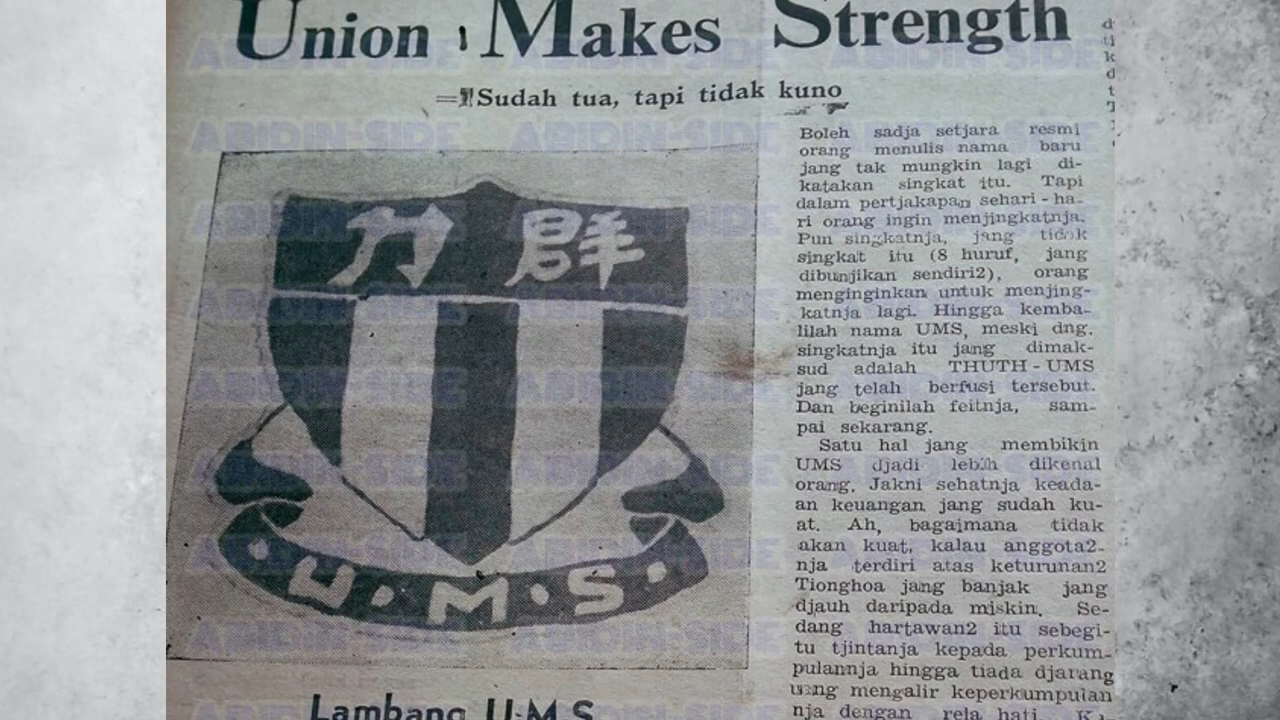 Union Makes Strength
Sudah tua, tapi tidak kuno
力 群
U·M·S·
Lambang U·M·S
Boleh sadja setjara resmi
orang menulis nama baru
jang tak mungkin lagi di-
katakan singkat itu. Tapi
dalam pertjakapan sehari-ha-
ri orang ingin menjingkatnja.
Pun singkatnja, jang tidak
singkat itu (8 huruf, jang
dibunjikan sendiri2), orang
menginginkan untuk menjing-
katnja lagi. Hingga kemba-
lilah nama UMS, meski dng.
singkatnja itu jang dimak-
sud adalah THUTH-UMS
jang telah berfusi tersebut.
Dan beginilah feitnja, sam-
pai sekarang.
Satu hal jang membikin
UMS djadi lebih dikenal
orang. Jakni sehatnja keada-
an keuangan jang sudah ku-
at. Ah, bagaimana tidak
akan kuat, kalau anggota2-
nja terdiri atas keturunan2
Tionghoa jang banjak jang
djauh daripada miskin. Se-
dang hartawan2 itu sebegi-
tu tjintanja kepada perkum-
pulannja hingga tiada djarang
uang mengalir keperkumpulan
nja dengan rela hati. K.
ABIDIN-SIDE